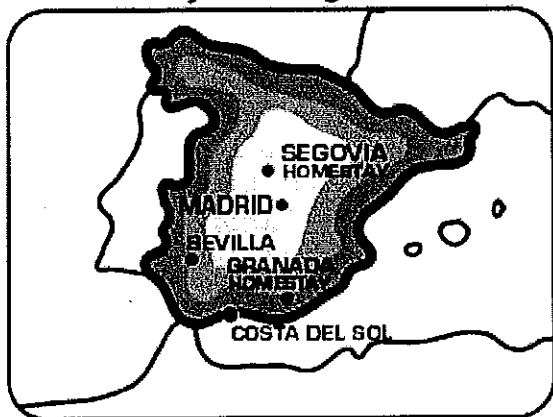 SEGOVIA
HOMESTAY
MADRID
SEVILLA
GRANADA
HOMESTAY
COSTA DEL SOL